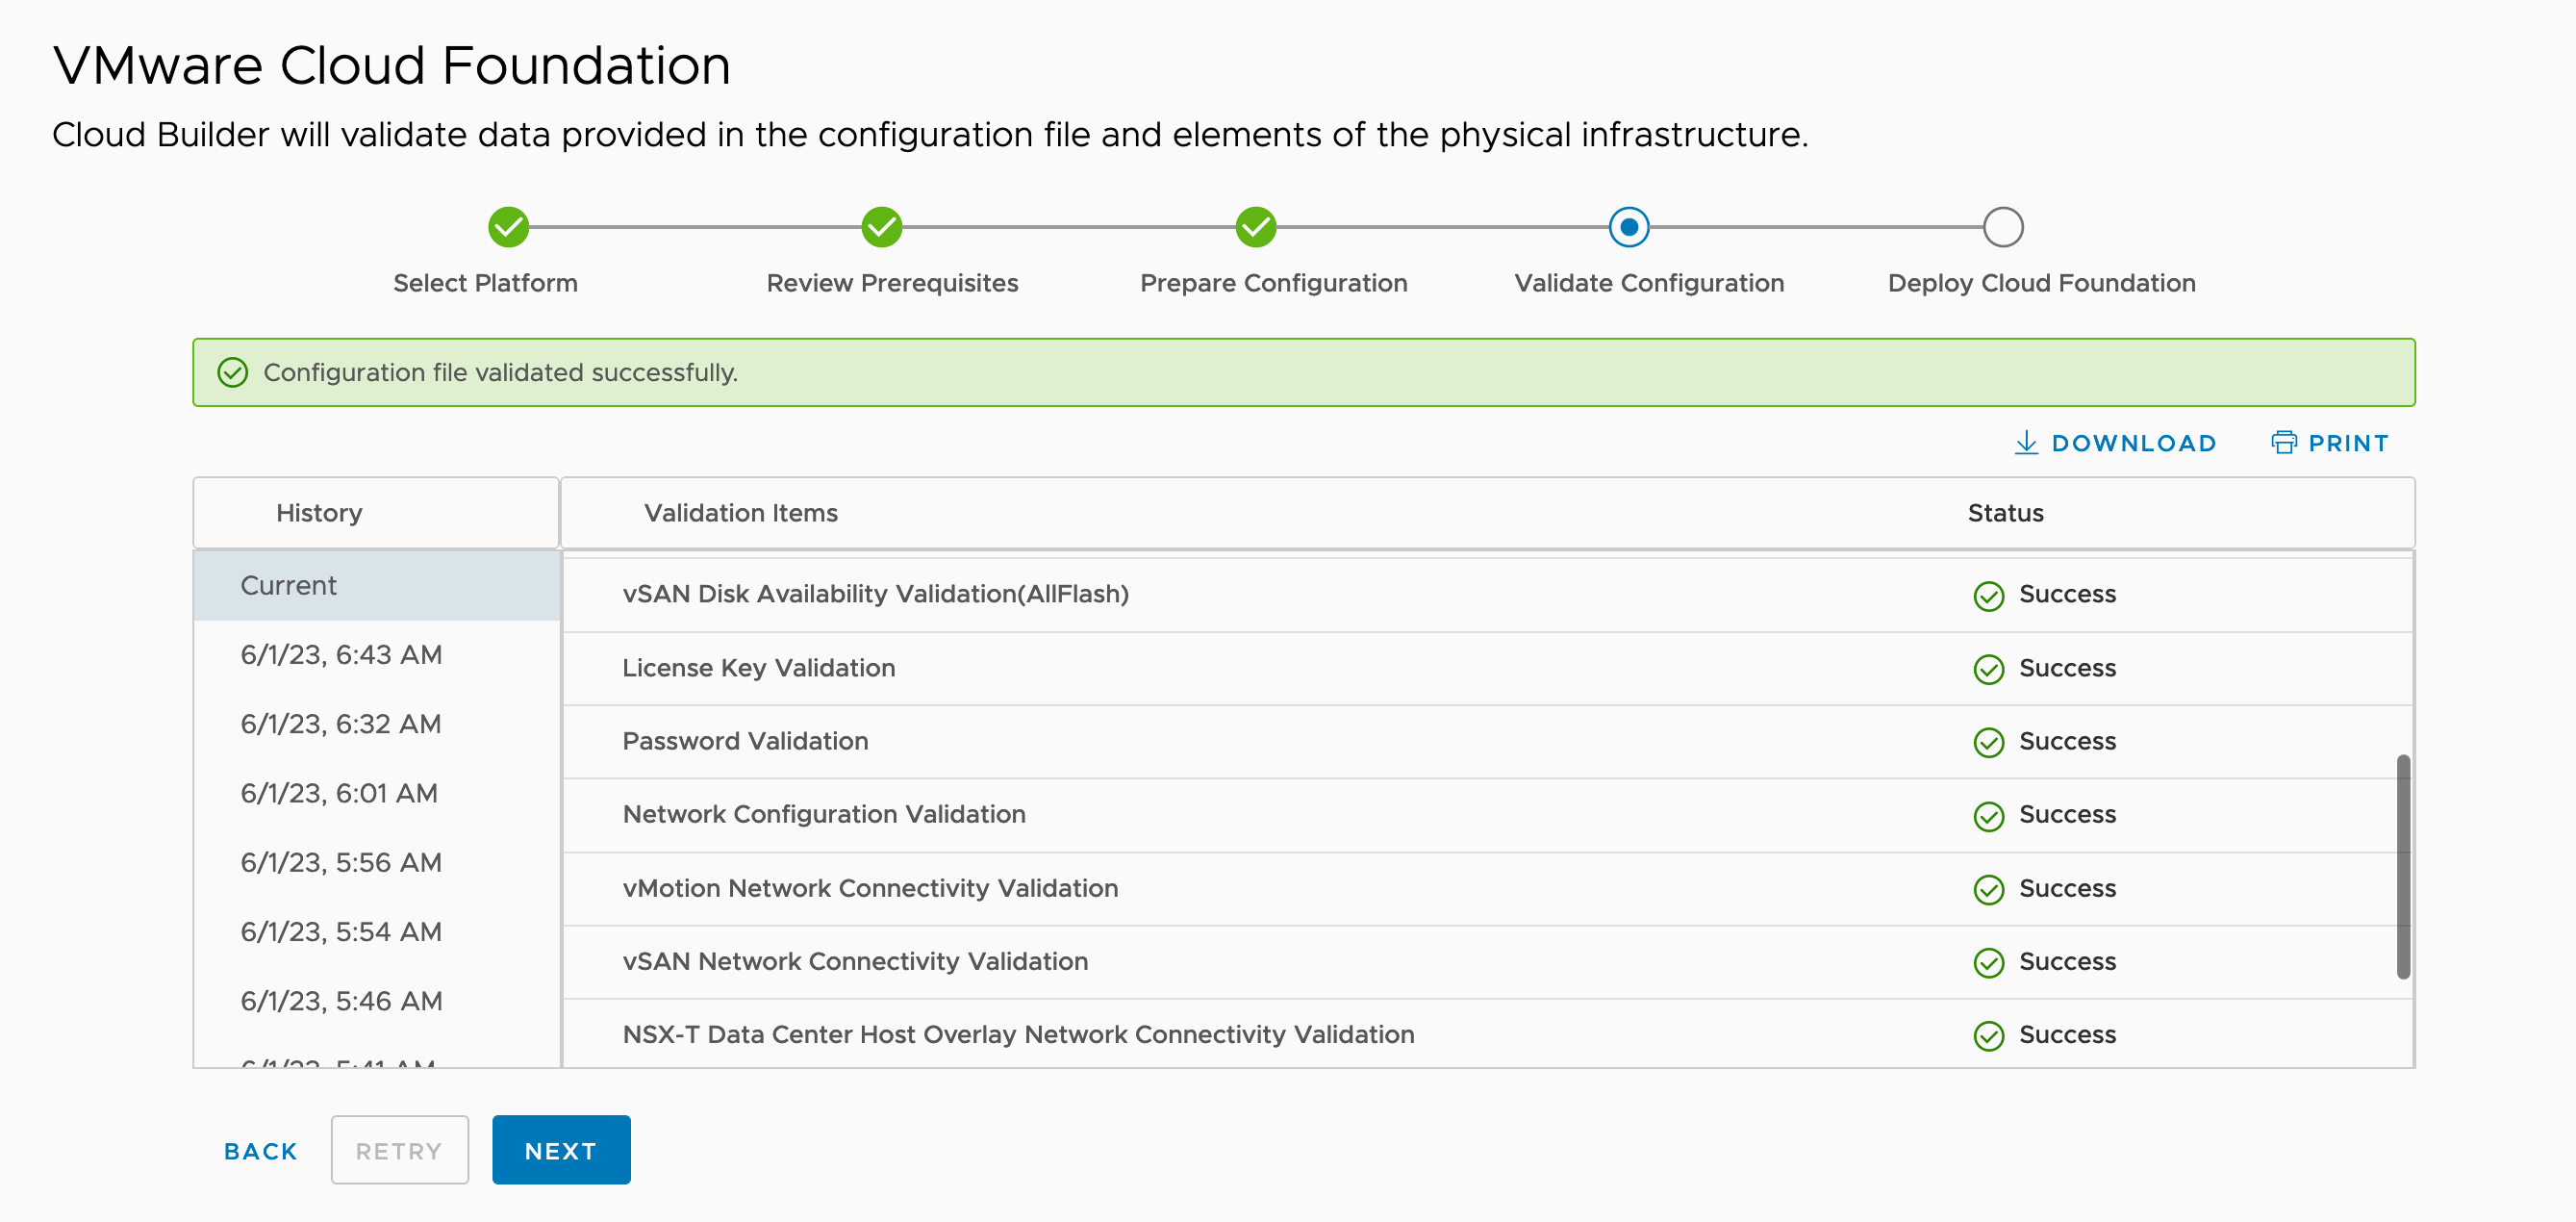 VMware Cloud Foundation
Cloud Builder will validate data provided in the configuration file and elements of the physical infrastructure.
Select Platform
Review Prerequisites
Prepare Configuration
Validate Configuration
Deploy Cloud Foundation
Configuration file validated successfully.
DOWNLOAD PRINT
History
Validation Items Status
Current
6/1/23, 6:43 AM
6/1/23, 6:32 AM
6/1/23, 6:01 AM
6/1/23, 5:56 AM
6/1/23, 5:54 AM
6/1/23, 5:46 AM
6/1/23, 5:41 AM
vSAN Disk Availability Validation(AllFlash) Success
License Key Validation Success
Password Validation Success
Network Configuration Validation Success
vMotion Network Connectivity Validation Success
vSAN Network Connectivity Validation Success
NSX-T Data Center Host Overlay Network Connectivity Validation Success
BACK RETRY NEXT